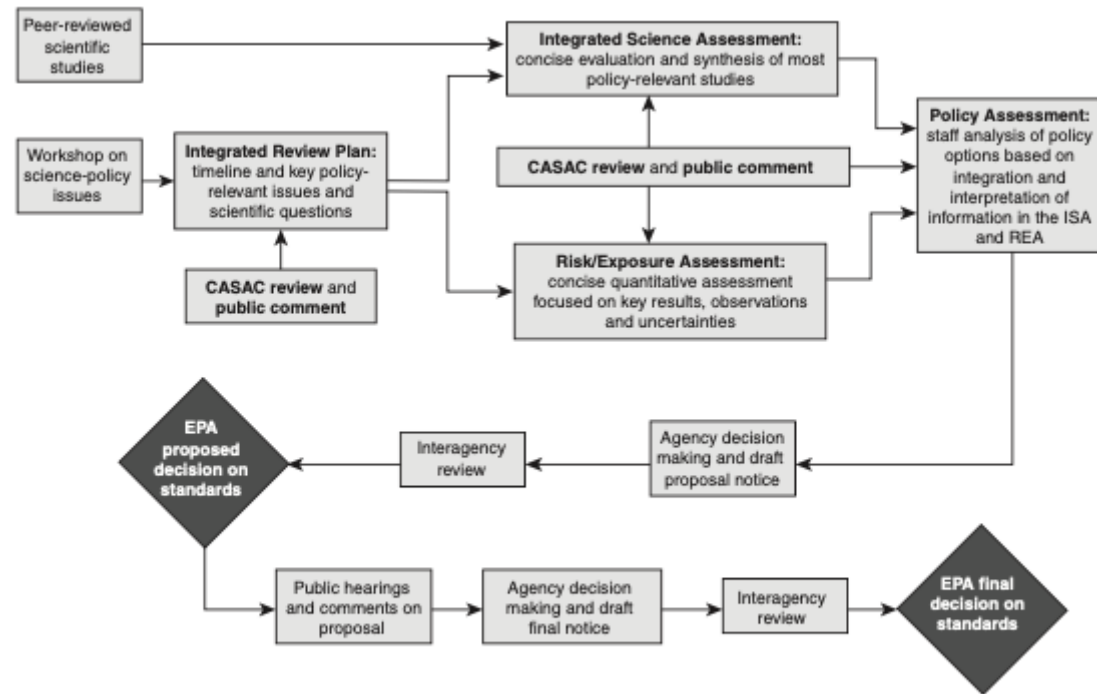 Peer-reviewed
scientific
studies
Integrated Science Assessment:
concise evaluation and synthesis of most
policy-relevant studies
Workshop on
science-policy
issues
Integrated Review Plan:
timeline and key policy-
relevant issues and
scientific questions
CASAC review and public comment
Policy Assessment:
staff analysis of policy
options based on
integration and
interpretation of
information in the ISA
and REA
CASAC review and
public comment
Risk/Exposure Assessment:
concise quantitative assessment
focused on key results, observations
and uncertainties
EPA
proposed
decision on
standards
Interagency
review
Agency decision
making and draft
proposal notice
Public hearings
and comments on
proposal
Agency decision
making and draft
final notice
Interagency
review
EPA final
decision on
standards